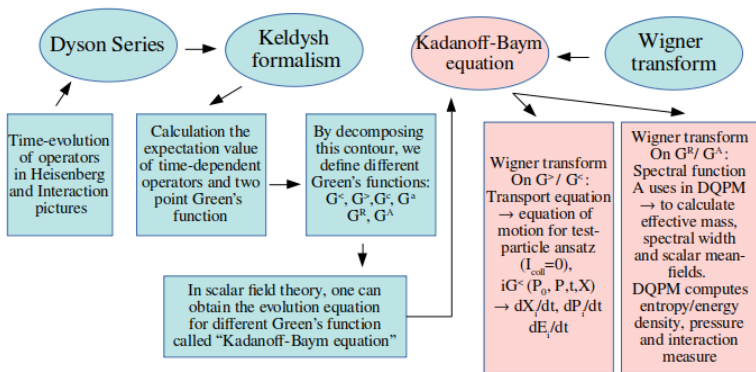 Dyson Series
Keldysh
formalism
Kadanoff-Baym
equation
Wigner
transform
Time-evolution
of operators
in Heisenberg
and Interaction
pictures
Calculation the
expectation value
of time-dependent
operators and two
point Green's
function
By decomposing
this contour, we
define different
Green's functions:
G<, G>,Gᶜ, Gᵃ
Gᴿ, Gᴬ
In scalar field theory, one can
obtain the evolution equation
for different Green's function
called “Kadanoff-Baym equation”
Wigner transform
On G>/ G<:
Transport equation
→ equation of
motion for test-
particle ansatz
(I_coll=0),
iG< (P₀, P,t,X)
→ dXᵢ/dt, dPᵢ/dt
dEᵢ/dt
Wigner transform
On Gᴿ/ Gᴬ:
Spectral function
A uses in DQPM
→ to calculate
effective mass,
spectral width
and scalar mean-
fields.
DQPM computes
entropy/energy
density, pressure
and interaction
measure